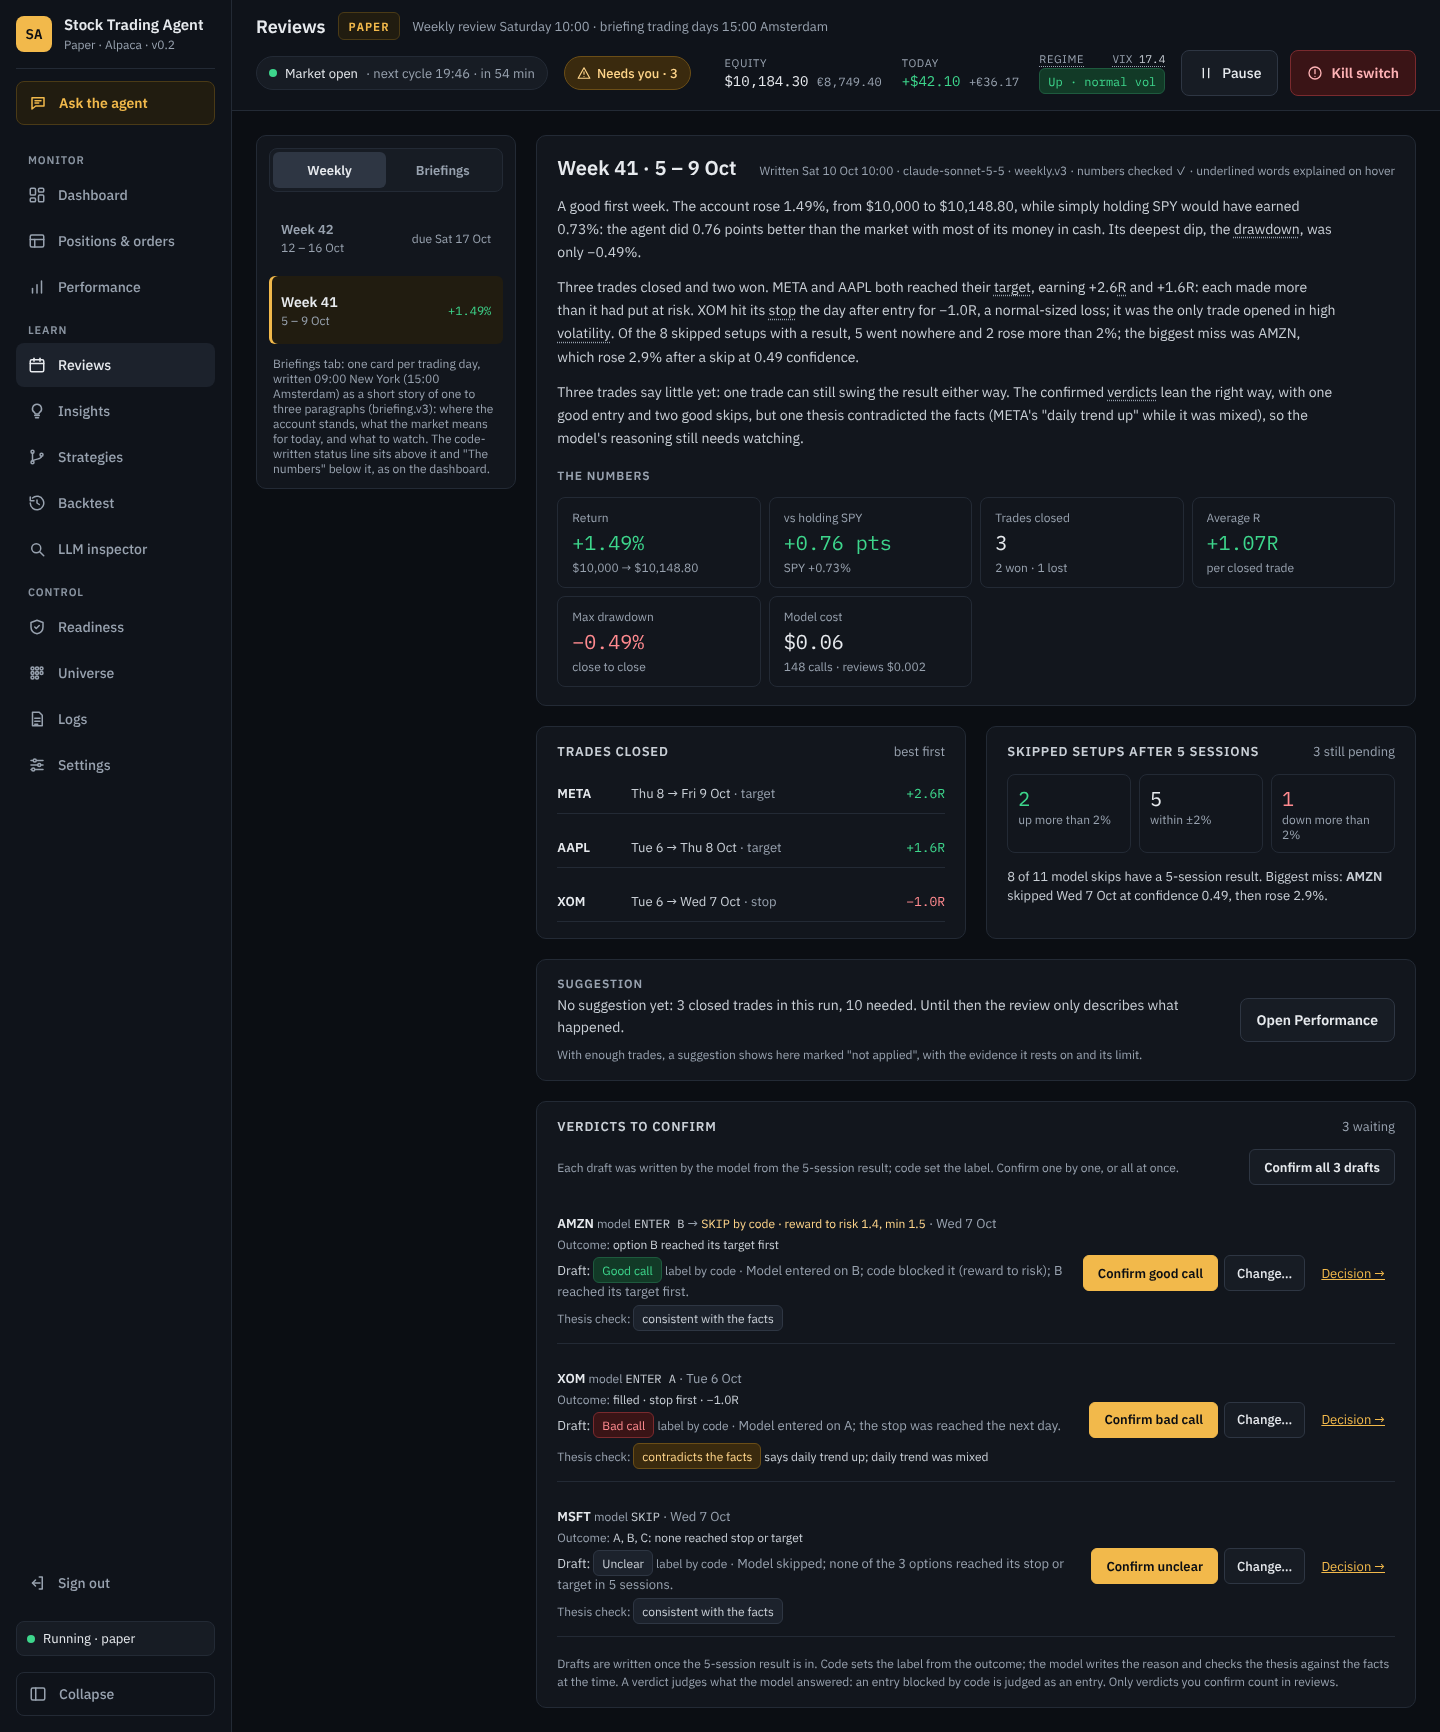 SA
Stock Trading Agent
Paper · Alpaca · v0.2
Ask the agent
MONITOR
Dashboard
Positions & orders
Performance
LEARN
Reviews
Insights
Strategies
Backtest
LLM inspector
CONTROL
Readiness
Universe
Logs
Settings
Sign out
Running · paper
Collapse
Reviews
PAPER
Weekly review Saturday 10:00 · briefing trading days 15:00 Amsterdam
Market open · next cycle 19:46 · in 54 min
Needs you · 3
EQUITY
$10,184.30 €8,749.40
TODAY
+$42.10 +€36.17
REGIME VIX 17.4
Up · normal vol
Pause
Kill switch
Weekly
Briefings
Week 42
12 – 16 Oct
due Sat 17 Oct
Week 41
5 – 9 Oct
+1.49%
Briefings tab: one card per trading day,
written 09:00 New York (15:00
Amsterdam) as a short story of one to
three paragraphs (briefing.v3): where the
account stands, what the market means
for today, and what to watch. The code-
written status line sits above it and "The
numbers" below it, as on the dashboard.
Week 41 · 5 – 9 Oct
Written Sat 10 Oct 10:00 · claude-sonnet-5-5 · weekly.v3 · numbers checked ✓ · underlined words explained on hover
A good first week. The account rose 1.49%, from $10,000 to $10,148.80, while simply holding SPY would have earned
0.73%: the agent did 0.76 points better than the market with most of its money in cash. Its deepest dip, the drawdown, was
only −0.49%.
Three trades closed and two won. META and AAPL both reached their target, earning +2.6R and +1.6R: each made more
than it had put at risk. XOM hit its stop the day after entry for −1.0R, a normal-sized loss; it was the only trade opened in high
volatility. Of the 8 skipped setups with a result, 5 went nowhere and 2 rose more than 2%; the biggest miss was AMZN,
which rose 2.9% after a skip at 0.49 confidence.
Three trades say little yet: one trade can still swing the result either way. The confirmed verdicts lean the right way, with one
good entry and two good skips, but one thesis contradicted the facts (META's "daily trend up" while it was mixed), so the
model's reasoning still needs watching.
THE NUMBERS
Return
+1.49%
$10,000 → $10,148.80
vs holding SPY
+0.76 pts
SPY +0.73%
Trades closed
3
2 won · 1 lost
Average R
+1.07R
per closed trade
Max drawdown
−0.49%
close to close
Model cost
$0.06
148 calls · reviews $0.002
TRADES CLOSED
best first
META Thu 8 → Fri 9 Oct · target +2.6R
AAPL Tue 6 → Thu 8 Oct · target +1.6R
XOM Tue 6 → Wed 7 Oct · stop −1.0R
SKIPPED SETUPS AFTER 5 SESSIONS
3 still pending
2
up more than 2%
5
within ±2%
1
down more than
2%
8 of 11 model skips have a 5-session result. Biggest miss: AMZN
skipped Wed 7 Oct at confidence 0.49, then rose 2.9%.
SUGGESTION
No suggestion yet: 3 closed trades in this run, 10 needed. Until then the review only describes what
happened.
With enough trades, a suggestion shows here marked "not applied", with the evidence it rests on and its limit.
Open Performance
VERDICTS TO CONFIRM
3 waiting
Each draft was written by the model from the 5-session result; code set the label. Confirm one by one, or all at once.
Confirm all 3 drafts
AMZN model ENTER B → SKIP by code · reward to risk 1.4, min 1.5 · Wed 7 Oct
Outcome: option B reached its target first
Draft: Good call label by code · Model entered on B; code blocked it (reward to risk); B
reached its target first.
Thesis check: consistent with the facts
Confirm good call
Change...
Decision →
XOM model ENTER A · Tue 6 Oct
Outcome: filled · stop first · −1.0R
Draft: Bad call label by code · Model entered on A; the stop was reached the next day.
Thesis check: contradicts the facts says daily trend up; daily trend was mixed
Confirm bad call
Change...
Decision →
MSFT model SKIP · Wed 7 Oct
Outcome: A, B, C: none reached stop or target
Draft: Unclear label by code · Model skipped; none of the 3 options reached its stop or
target in 5 sessions.
Thesis check: consistent with the facts
Confirm unclear
Change...
Decision →
Drafts are written once the 5-session result is in. Code sets the label from the outcome; the model writes the reason and checks the thesis against the facts
at the time. A verdict judges what the model answered: an entry blocked by code is judged as an entry. Only verdicts you confirm count in reviews.